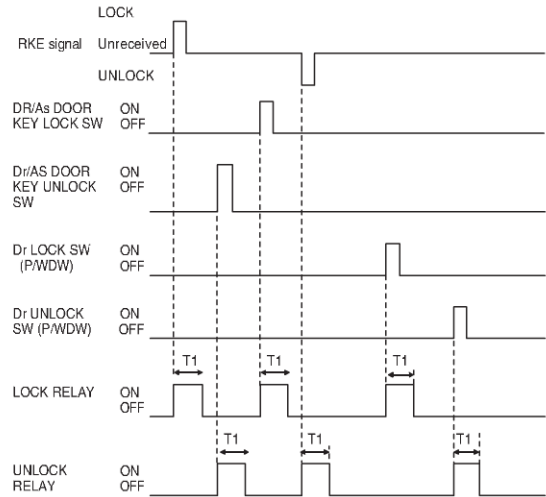 LOCK
RKE signal Unreceived
UNLOCK
DR/As DOOR ON
KEY LOCK SW OFF
Dr/AS DOOR ON
KEY UNLOCK OFF
SW
Dr LOCK SW ON
(P/WDW) OFF
Dr UNLOCK ON
SW (P/WDW) OFF
T1 T1 T1
LOCK RELAY ON
OFF
T1 T1 T1
UNLOCK ON
RELAY OFF